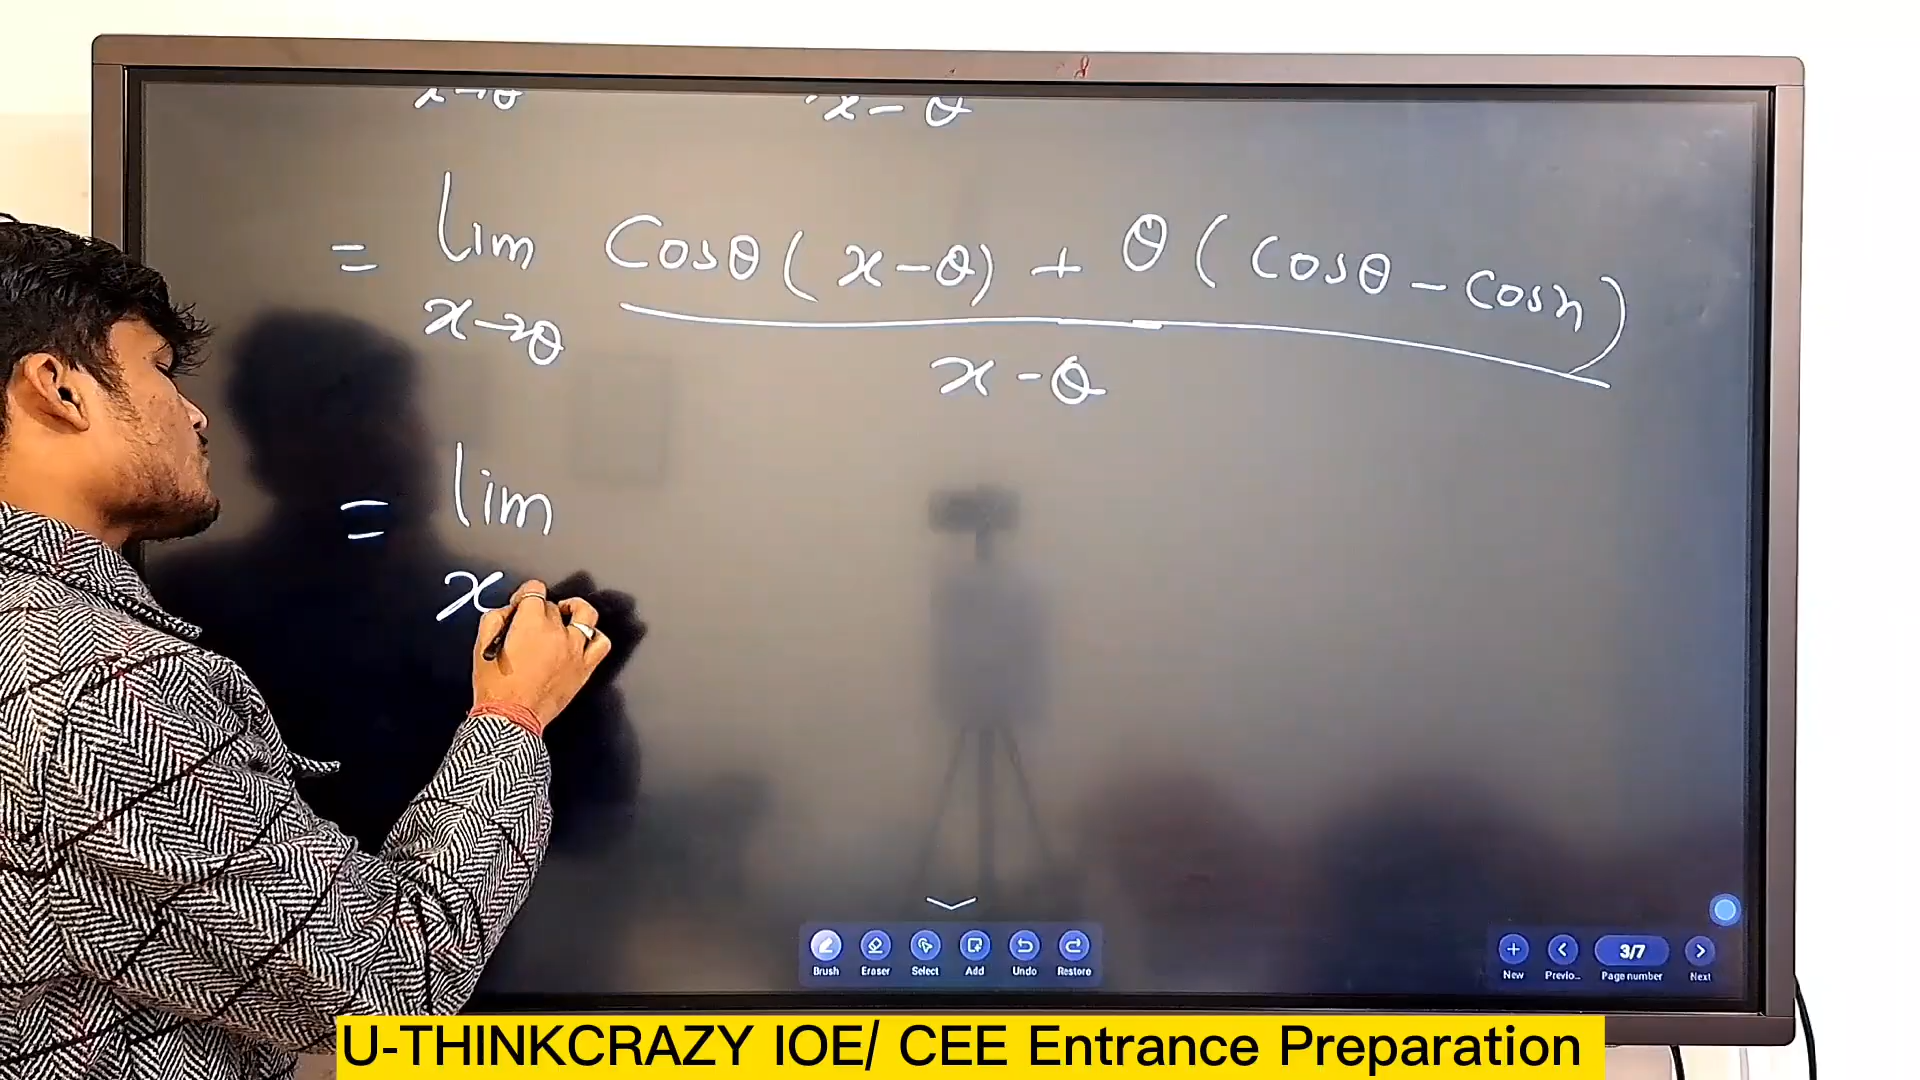 x→θ x-θ
= lim Cosθ(x-θ) + θ(Cosθ-Cosx)
x→θ x-θ
= lim
x
Brush Eraser Select Add Undo Restore
New Previo... 3/7 Page number Next
U-THINKCRAZY IOE/ CEE Entrance Preparation